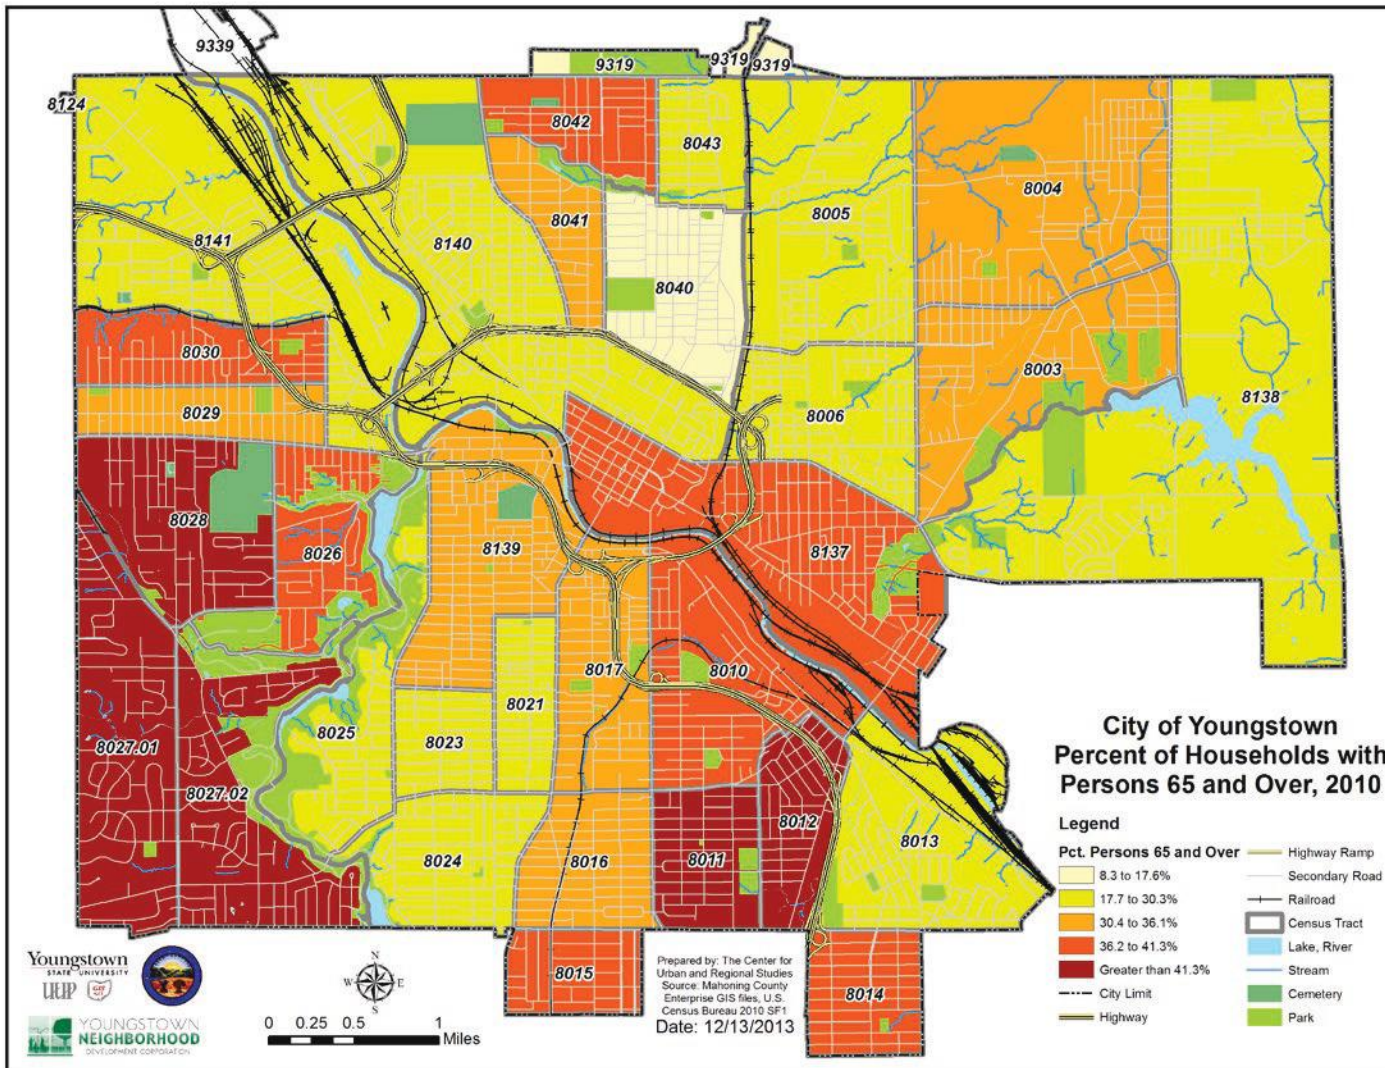 9339
9319
9319
9319
8124
8042
8043
8004
8005
8041
8141
8140
8040
8030
8003
8029
8006
8138
8028
8026
8139
8137
8017
8010
8021
8025
8023
8027.01
8027.02
8012
8013
8024
8016
8011
8015
8014
City of Youngstown
Percent of Households with
Persons 65 and Over, 2010
Legend
Pct. Persons 65 and Over
8.3 to 17.6%
17.7 to 30.3%
30.4 to 36.1%
36.2 to 41.3%
Greater than 41.3%
City Limit
Highway
Highway Ramp
Secondary Road
Railroad
Census Tract
Lake, River
Stream
Cemetery
Park
Youngstown
STATE UNIVERSITY
YOUNGSTOWN
NEIGHBORHOOD
DEVELOPMENT CORPORATION
N
W E
S
0 0.25 0.5 1
Miles
Prepared by: The Center for
Urban and Regional Studies
Source: Mahoning County
Enterprise GIS files, U.S.
Census Bureau 2010 SF1
Date: 12/13/2013